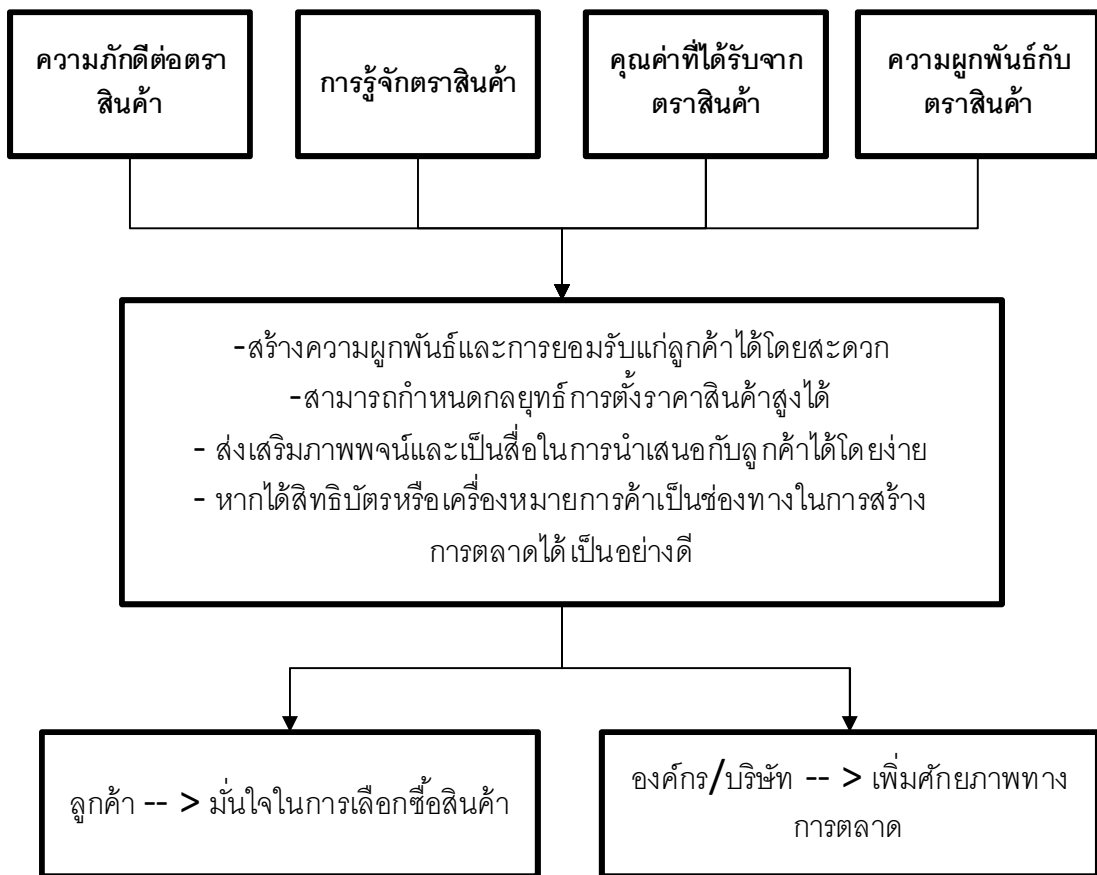 ความภักดีต่อตรา
สินค้า
การรู้จักตราสินค้า
คุณค่าที่ได้รับจาก
ตราสินค้า
ความผูกพันธ์กับ
ตราสินค้า
-สร้างความผูกพันธ์และการยอมรับแก่ลูกค้าได้โดยสะดวก
-สามารถกำหนดกลยุทธ์การตั้งราคาสินค้าสูงได้
- ส่งเสริมภาพพจน์และเป็นสื่อในการนำเสนอกับลูกค้าได้โดยง่าย
- หากได้สิทธิบัตรหรือเครื่องหมายการค้าเป็นช่องทางในการสร้าง
การตลาดได้เป็นอย่างดี
ลูกค้า -- > มั่นใจในการเลือกซื้อสินค้า
องค์กร/บริษัท -- > เพิ่มศักยภาพทาง
การตลาด